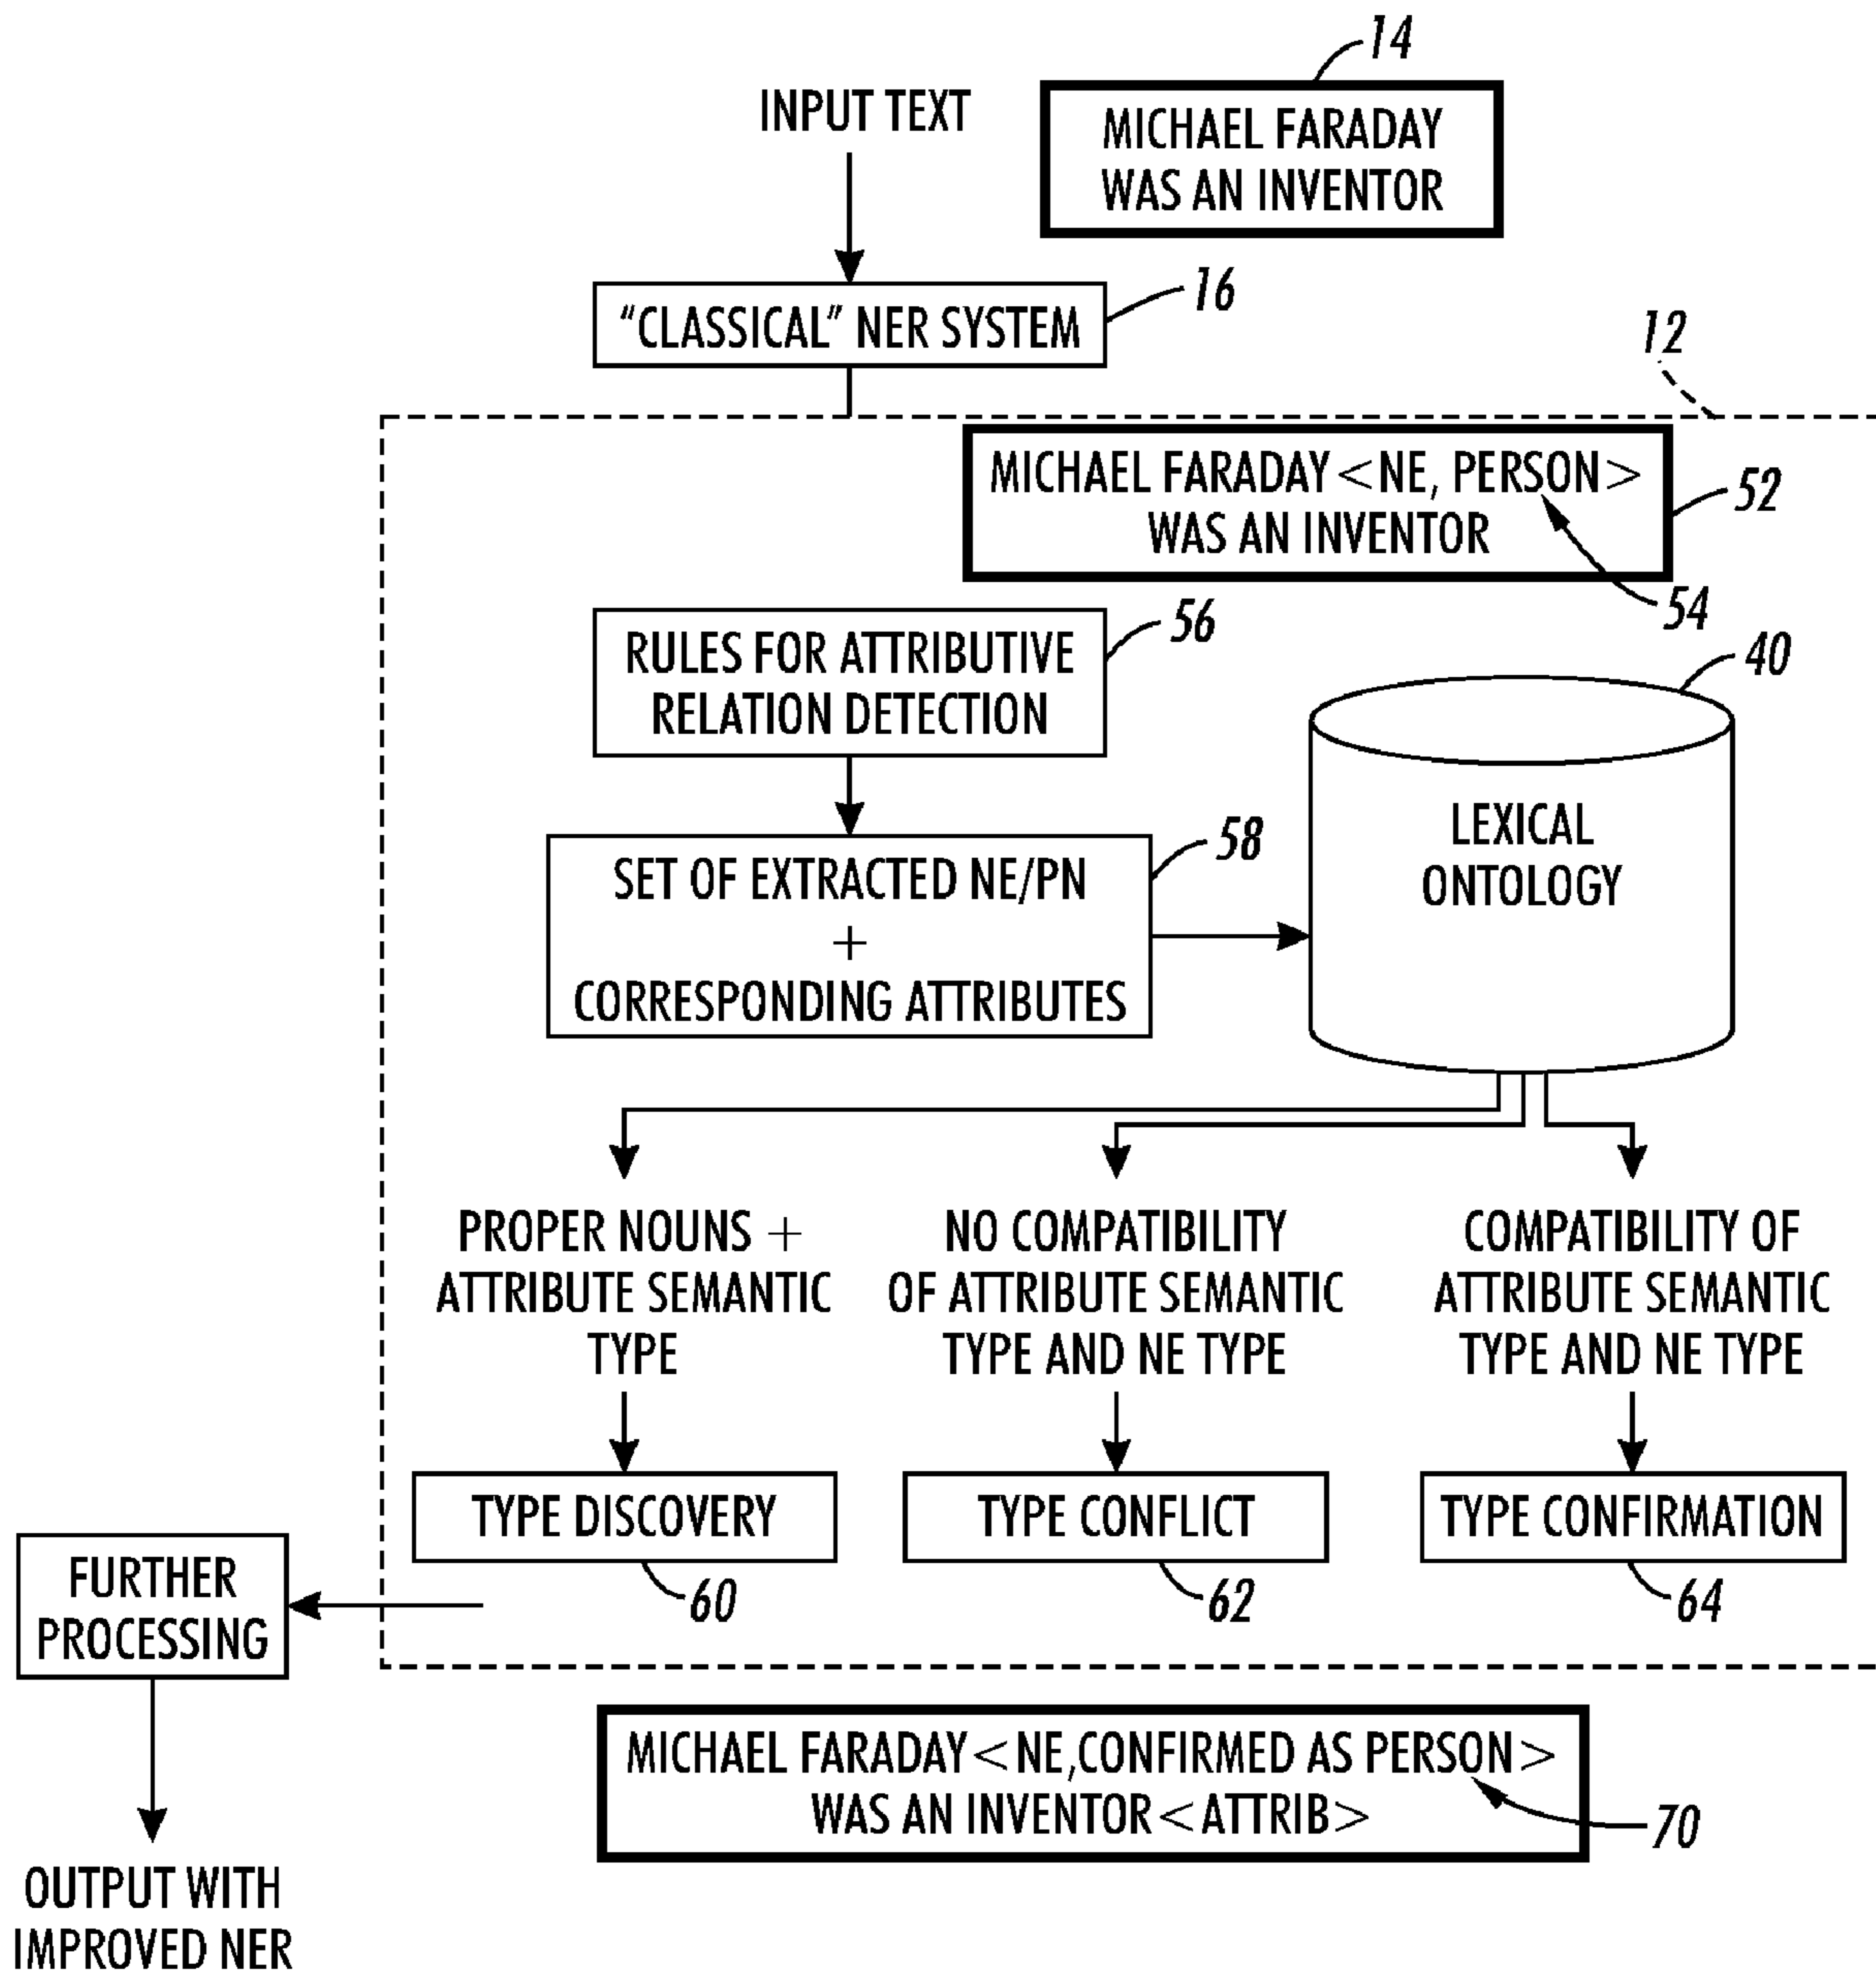 14
INPUT TEXT
MICHAEL FARADAY
WAS AN INVENTOR
16
"CLASSICAL" NER SYSTEM
12
MICHAEL FARADAY<NE, PERSON>
WAS AN INVENTOR
52
54
56
RULES FOR ATTRIBUTIVE
RELATION DETECTION
40
LEXICAL
ONTOLOGY
58
SET OF EXTRACTED NE/PN
+
CORRESPONDING ATTRIBUTES
PROPER NOUNS +
ATTRIBUTE SEMANTIC
TYPE
NO COMPATIBILITY
OF ATTRIBUTE SEMANTIC
TYPE AND NE TYPE
COMPATIBILITY OF
ATTRIBUTE SEMANTIC
TYPE AND NE TYPE
TYPE DISCOVERY
TYPE CONFLICT
TYPE CONFIRMATION
60
62
64
FURTHER
PROCESSING
MICHAEL FARADAY<NE,CONFIRMED AS PERSON>
WAS AN INVENTOR<ATTRIB>
70
OUTPUT WITH
IMPROVED NER